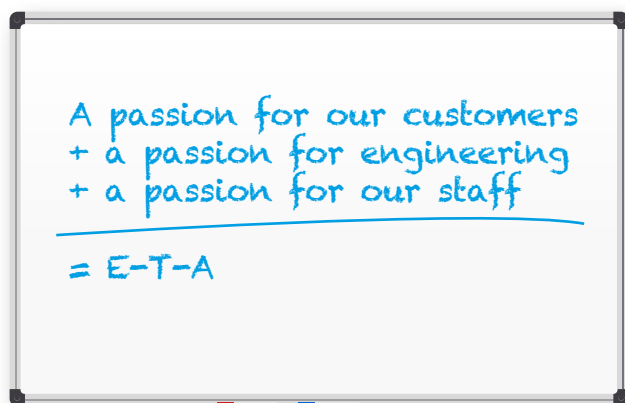 A passion for our customers
+ a passion for engineering
+ a passion for our staff
= E-T-A